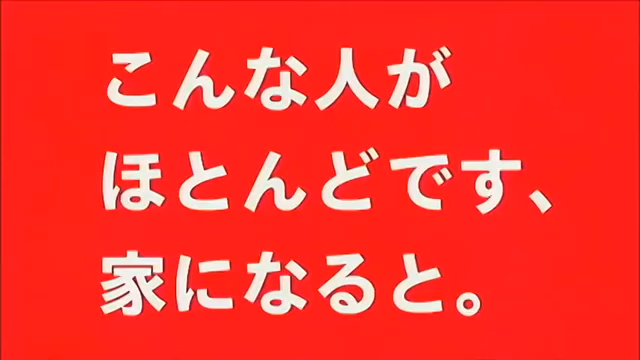 こんな人が
ほとんどです、
家になると。